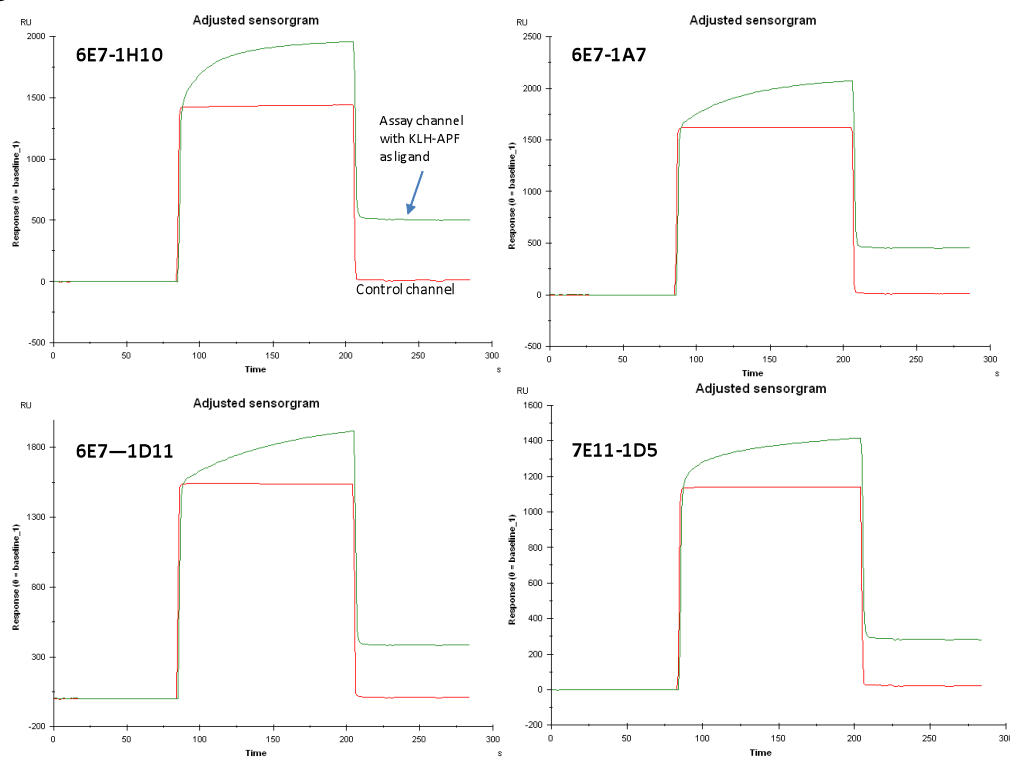 RU
Adjusted sensorgram
6E7-1H10
2000
1500
1000
500
0
-500
Response (0 = baseline_1)
Assay channel
with KLH-APF
as ligand
Control channel
0 50 100 150 200 250 300
Time
s
RU
Adjusted sensorgram
6E7-1A7
2500
2000
1500
1000
500
0
-500
Response (0 = baseline_1)
0 50 100 150 200 250 300
Time
s
RU
Adjusted sensorgram
6E7—1D11
1800
1300
800
300
-200
Response (0 = baseline_1)
0 50 100 150 200 250 300
Time
s
RU
Adjusted sensorgram
7E11-1D5
1600
1400
1200
1000
800
600
400
200
0
-200
Response (0 = baseline_1)
0 50 100 150 200 250 300
Time